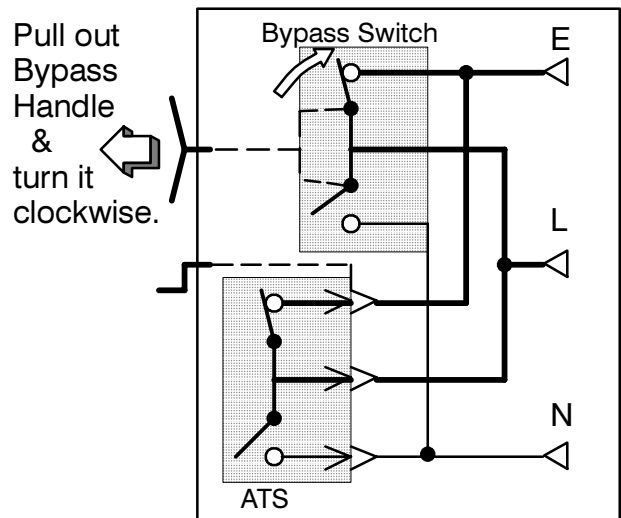 Pull out
Bypass
Handle
&
turn it
clockwise.
Bypass Switch
E
L
N
ATS